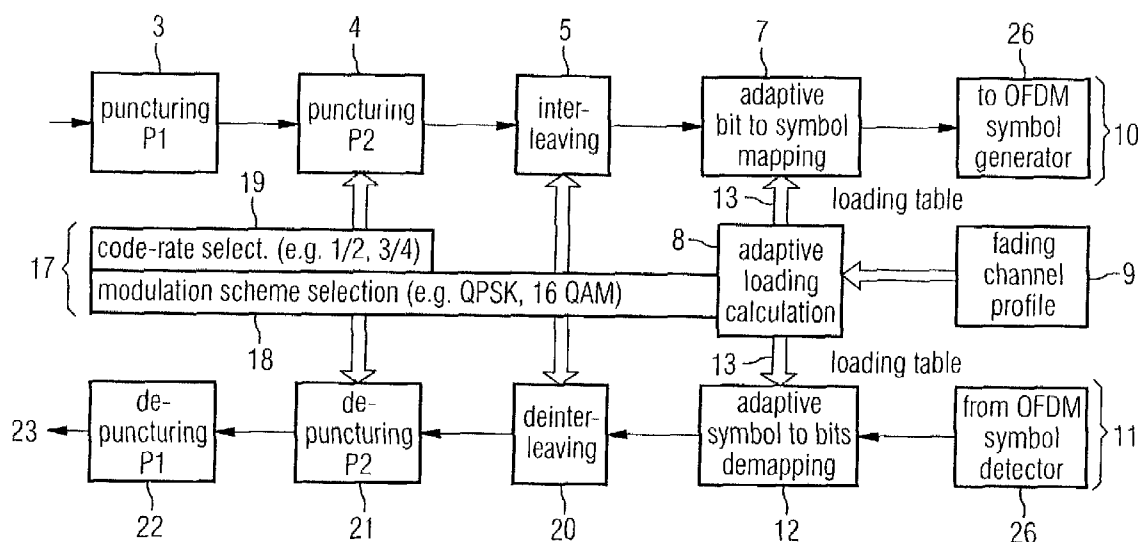 3
4
5
7
26
puncturing
P1
puncturing
P2
inter-
leaving
adaptive
bit to symbol
mapping
to OFDM
symbol
generator
10
19
13
loading table
17
code-rate select. (e.g. 1/2, 3/4)
modulation scheme selection (e.g. QPSK, 16 QAM)
18
8
adaptive
loading
calculation
fading
channel
profile
9
13
loading table
23
de-
puncturing
P1
de-
puncturing
P2
deinter-
leaving
adaptive
symbol to bits
demapping
from OFDM
symbol
detector
11
22
21
20
12
26